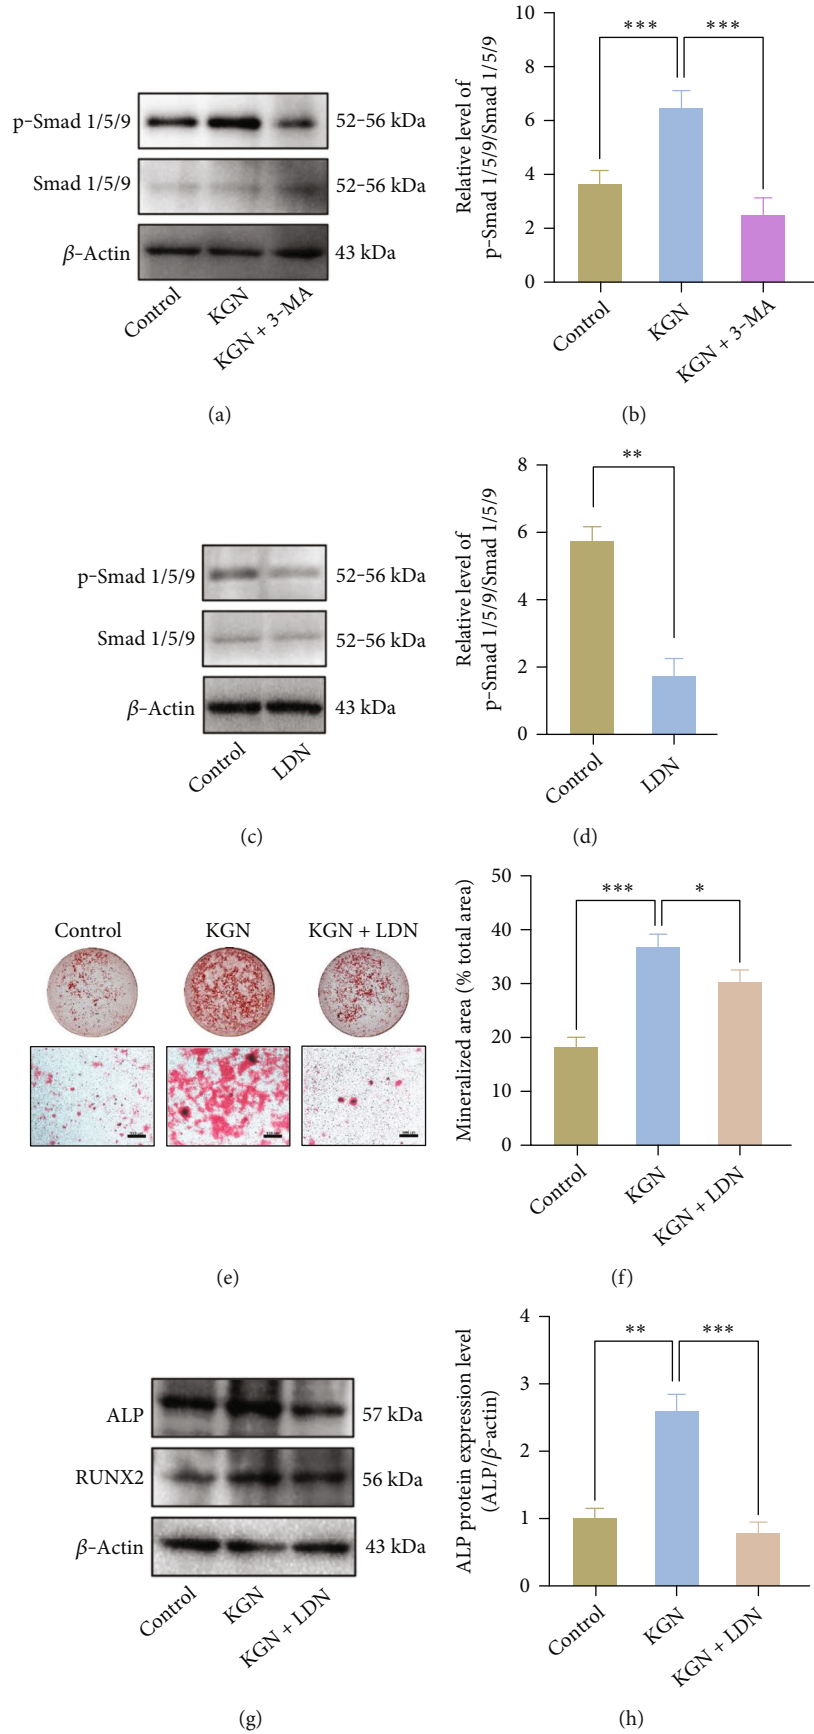 p-Smad 1/5/9
52–56 kDa
Smad 1/5/9
52–56 kDa
β-Actin
43 kDa
Control
KGN
KGN + 3-MA
(a)
Relative level of
p-Smad 1/5/9/Smad 1/5/9
10
8
6
4
2
0
***
***
Control
KGN
KGN + 3-MA
(b)
p-Smad 1/5/9
52–56 kDa
Smad 1/5/9
52–56 kDa
β-Actin
43 kDa
Control
LDN
(c)
Relative level of
p-Smad 1/5/9/Smad 1/5/9
8
6
4
2
0
**
Control
LDN
(d)
Control
KGN
KGN + LDN
(e)
Mineralized area (% total area)
50
40
30
20
10
0
***
*
Control
KGN
KGN + LDN
(f)
ALP
57 kDa
RUNX2
56 kDa
β-Actin
43 kDa
Control
KGN
KGN + LDN
(g)
ALP protein expression level
(ALP/β-actin)
4
3
2
1
0
**
***
Control
KGN
KGN + LDN
(h)